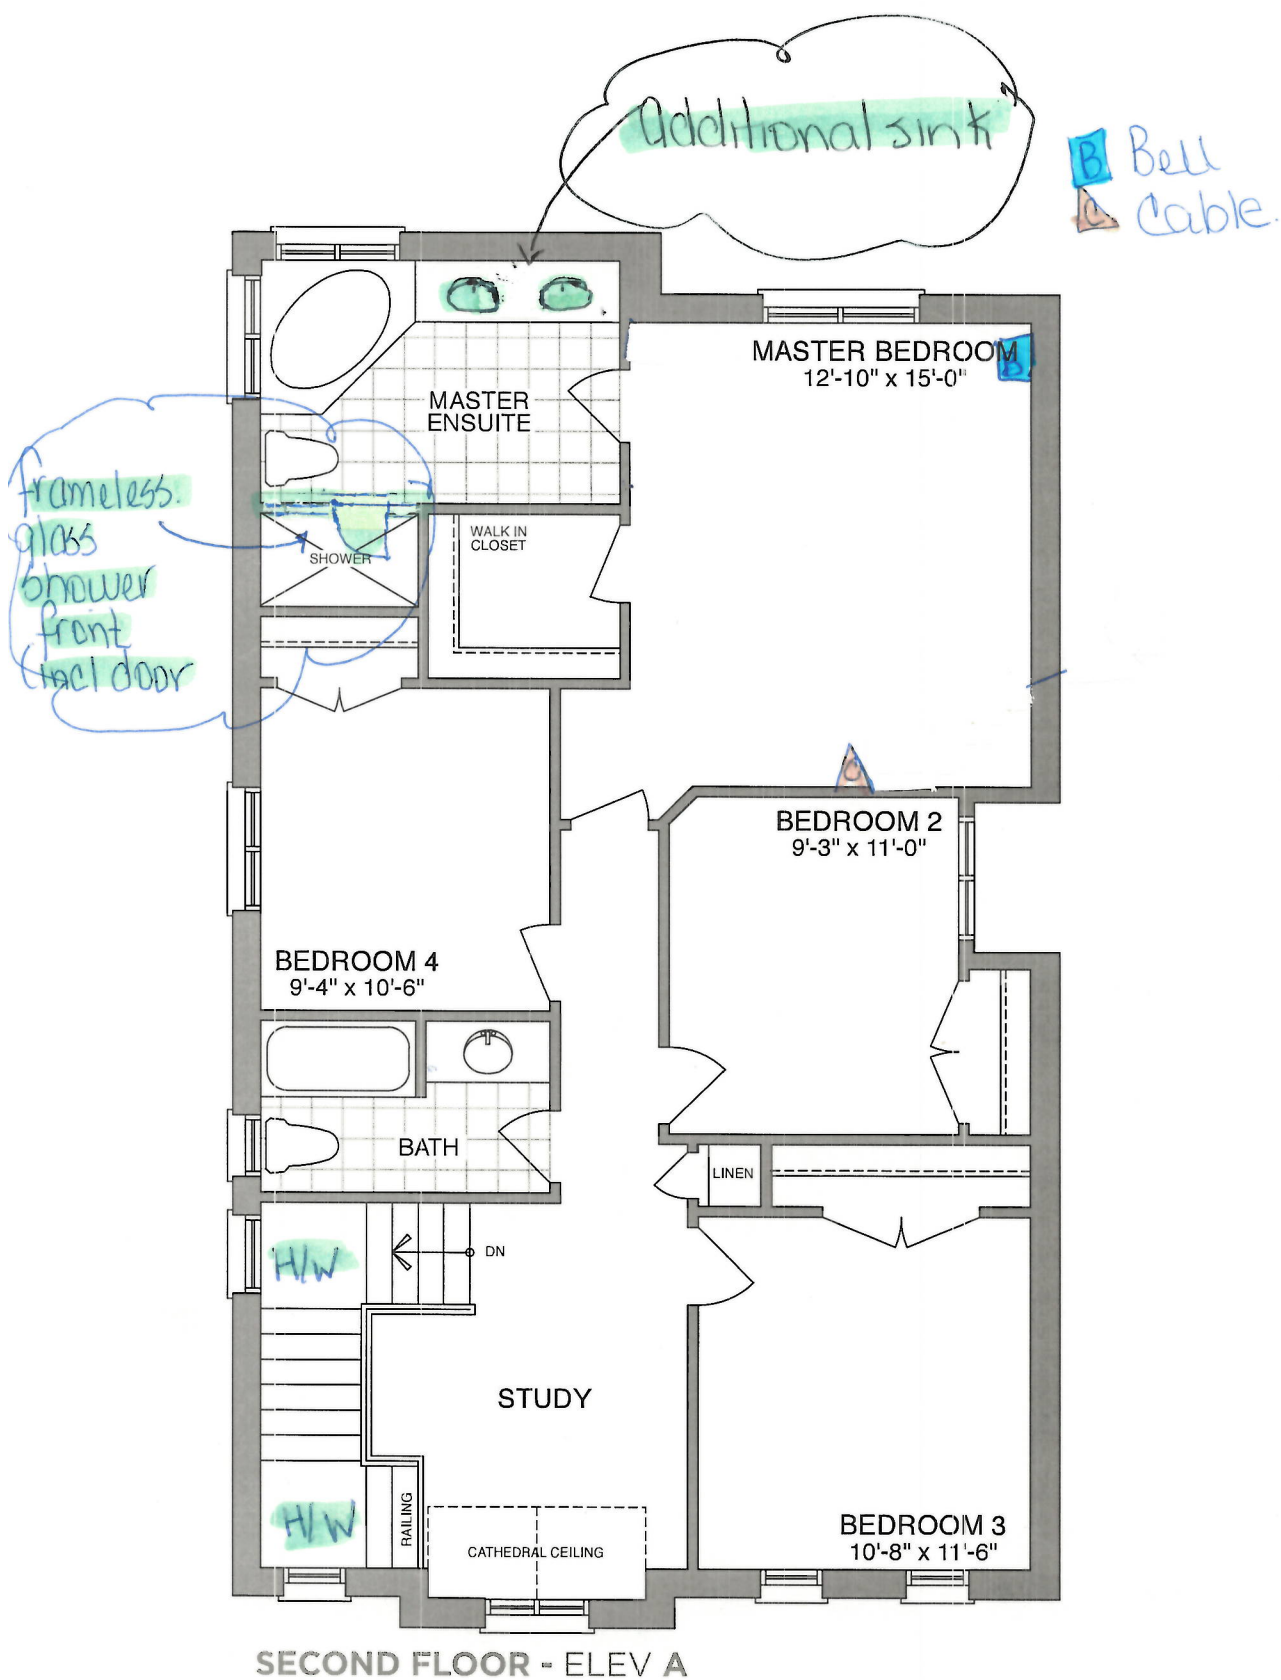 additional sink
B Bell
C Cable.
MASTER BEDROOM
12'-10" x 15'-0"
B
MASTER
ENSUITE
frameless
glass
shower
front
(incl door
SHOWER
WALK IN
CLOSET
C
BEDROOM 2
9'-3" x 11'-0"
BEDROOM 4
9'-4" x 10'-6"
BATH
LINEN
H/W
DN
STUDY
H/W
RAILING
CATHEDRAL CEILING
BEDROOM 3
10'-8" x 11'-6"
SECOND FLOOR - ELEV A